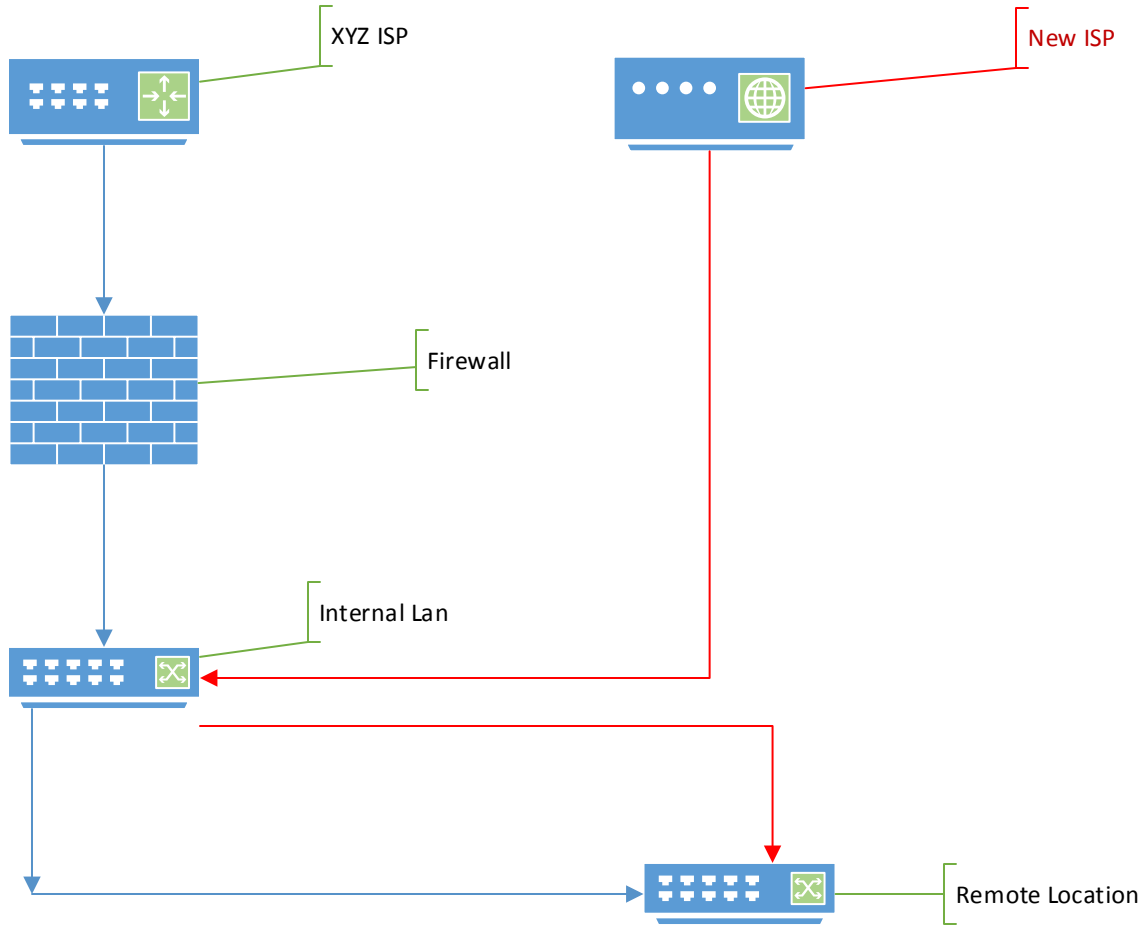 XYZ ISP
New ISP
Firewall
Internal Lan
Remote Location